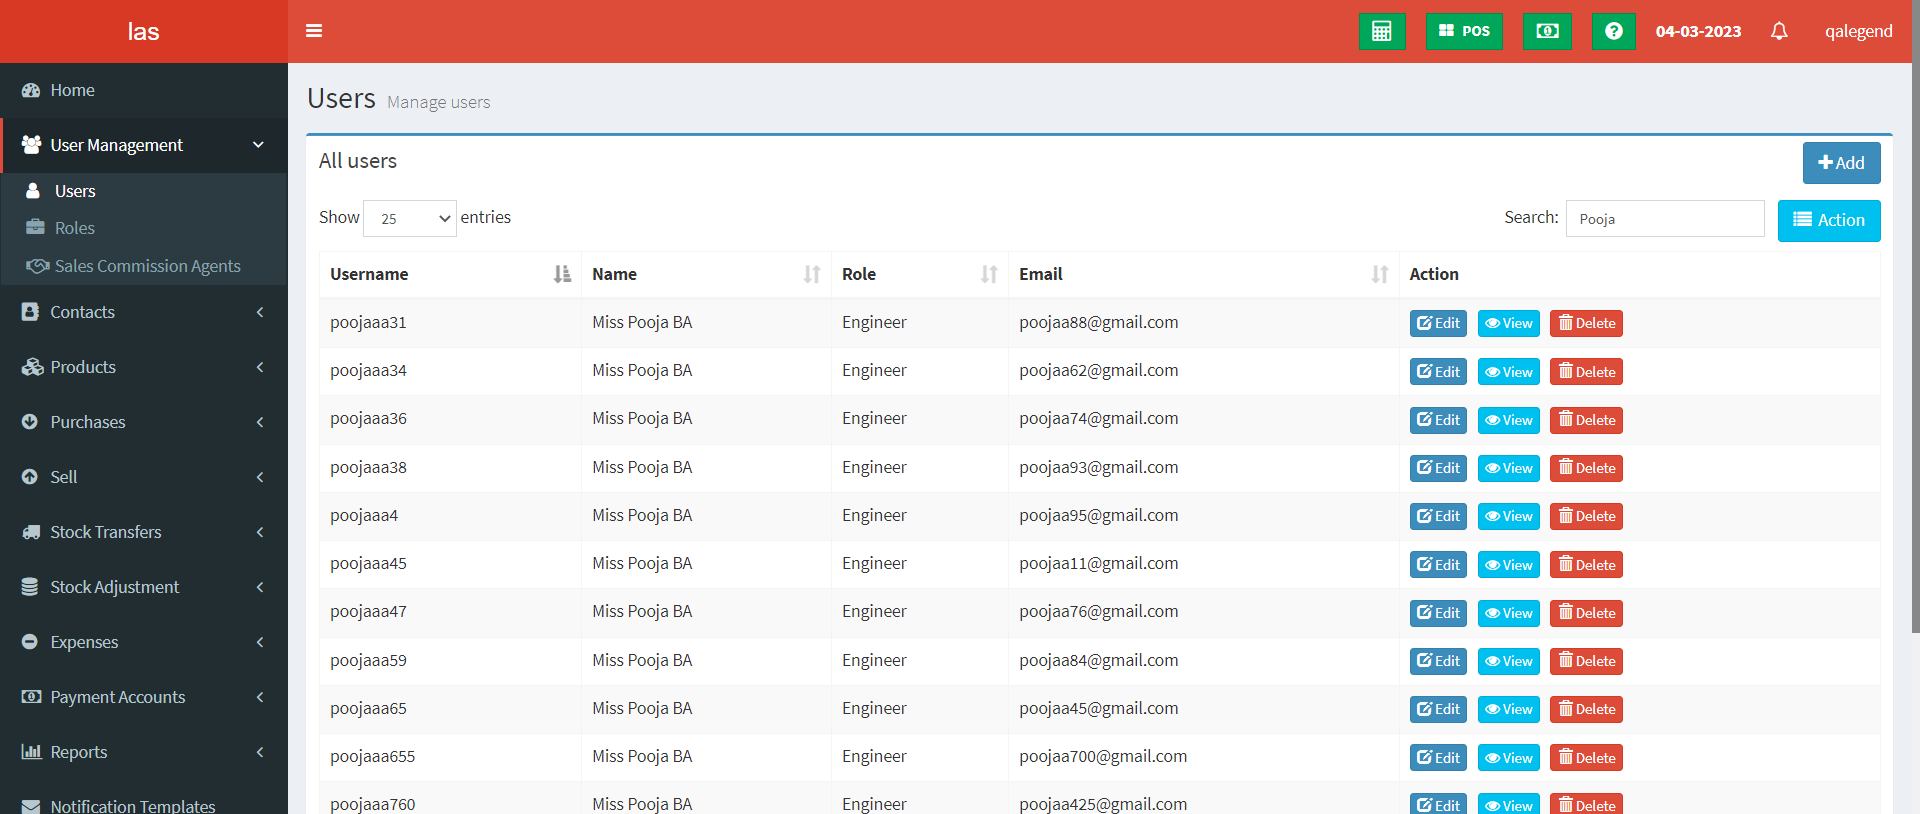 las
POS
04-03-2023
qalegend
Home
User Management
Users
Roles
Sales Commission Agents
Contacts
Products
Purchases
Sell
Stock Transfers
Stock Adjustment
Expenses
Payment Accounts
Reports
Notification Templates
Users Manage users
All users
Add
Show 25 entries
Search: Pooja
Action
Username Name Role Email Action
poojaaa31 Miss Pooja BA Engineer poojaa88@gmail.com Edit View Delete
poojaaa34 Miss Pooja BA Engineer poojaa62@gmail.com Edit View Delete
poojaaa36 Miss Pooja BA Engineer poojaa74@gmail.com Edit View Delete
poojaaa38 Miss Pooja BA Engineer poojaa93@gmail.com Edit View Delete
poojaaa4 Miss Pooja BA Engineer poojaa95@gmail.com Edit View Delete
poojaaa45 Miss Pooja BA Engineer poojaa11@gmail.com Edit View Delete
poojaaa47 Miss Pooja BA Engineer poojaa76@gmail.com Edit View Delete
poojaaa59 Miss Pooja BA Engineer poojaa84@gmail.com Edit View Delete
poojaaa65 Miss Pooja BA Engineer poojaa45@gmail.com Edit View Delete
poojaaa655 Miss Pooja BA Engineer poojaa700@gmail.com Edit View Delete
poojaaa760 Miss Pooja BA Engineer poojaa425@gmail.com Edit View Delete